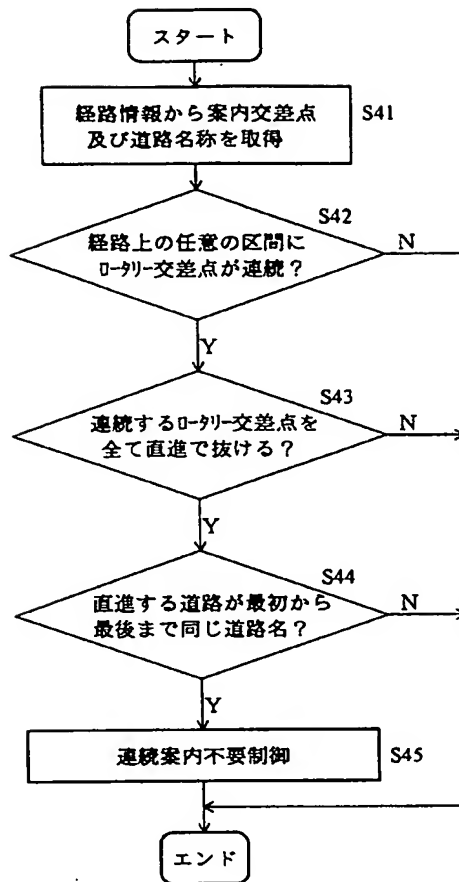 スタート
経路情報から案内交差点
及び道路名称を取得
S41
S42
経路上の任意の区間に
ロータリー交差点が連続？
N
Y
S43
連続するロータリー交差点を
全て直進で抜ける？
N
Y
S44
直進する道路が最初から
最後まで同じ道路名？
N
Y
連続案内不要制御
S45
エンド